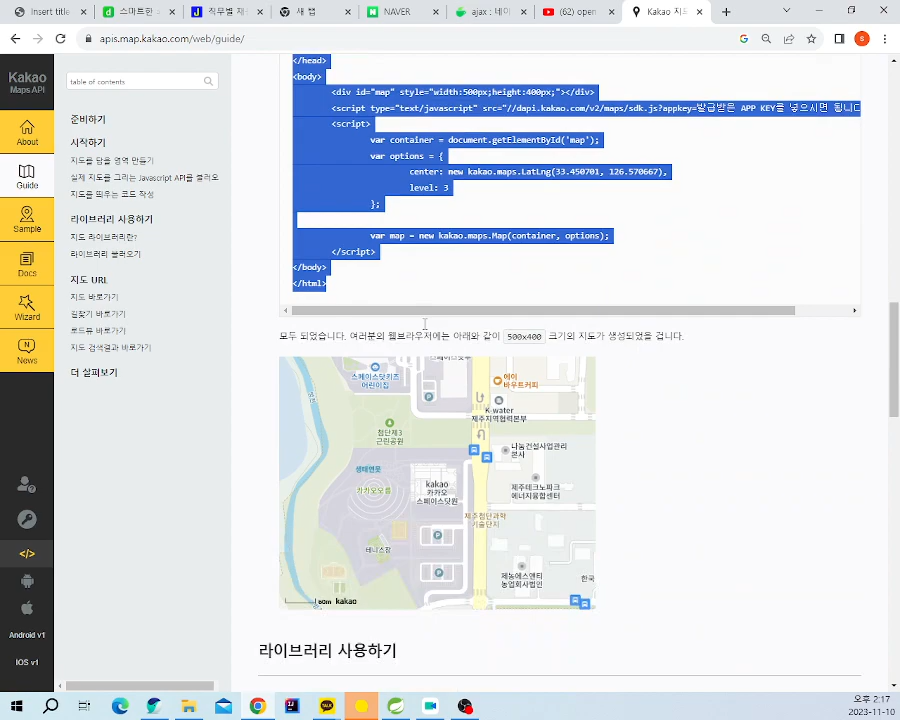 Insert title
스마트한
직무별 재
새 탭
NAVER
ajax : 네이
(62) open
Kakao 지도
apis.map.kakao.com/web/guide/
kakao
Maps API
About
Guide
Sample
Docs
Wizard
News
Android v1
IOS v1
table of contents
준비하기
시작하기
지도를 담을 영역 만들기
실제 지도를 그리는 Javascript API를 불러오
지도를 띄우는 코드 작성
라이브러리 사용하기
지도 라이브러리란?
라이브러리 불러오기
지도 URL
지도 바로가기
길찾기 바로가기
로드뷰 바로가기
지도 검색결과 바로가기
더 살펴보기
</head>
<body>
<div id="map" style="width:500px;height:400px;"></div>
<script type="text/javascript" src="//dapi.kakao.com/v2/maps/sdk.js?appkey=발급받은 APP KEY를 넣으시면 됩니다
<script>
var container = document.getElementById('map');
var options = {
center: new kakao.maps.LatLng(33.450701, 126.570667),
level: 3
};
var map = new kakao.maps.Map(container, options);
</script>
</body>
</html>
모두 되었습니다. 여러분의 웹브라우저에는 아래와 같이 500x400 크기의 지도가 생성되었을 겁니다.
스페이스닷키즈
어린이집
에이
바우트커피
K-water
제주지역협력본부
첨단제3
근린공원
나눔건설사업관리
본사
생태연못
카카오오름
kakao
카카오
스페이스닷원
제주테크노파크
에너지융합센터
제주첨단과학
기술단지
테니스장
제농에스앤티
농업회사법인
한국
50m kakao
라이브러리 사용하기
오후 2:17
2023-11-10